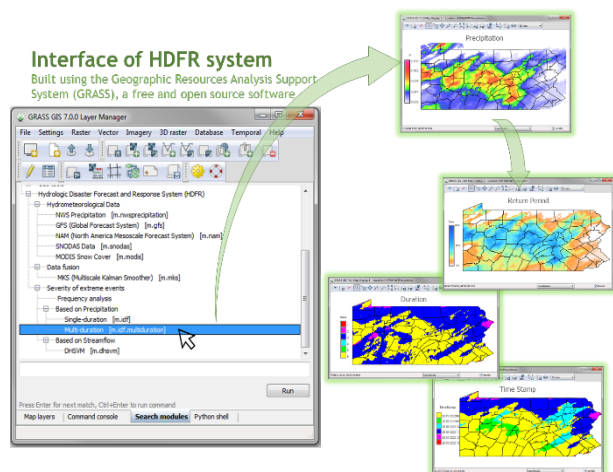 Interface of HDFR system
Built using the Geographic Resources Analysis Support
System (GRASS), a free and open source software
GRASS GIS 7.0.0 Layer Manager
File Settings Raster Vector Imagery 3D raster Database Temporal Help
Hydrologic Disaster Forecast and Response System (HDFR)
Hydrometeorological Data
NWS Precipitation [m.nwsprecipitation]
GFS (Global Forecast System) [m.gfs]
NAM (North America Mesoscale Forecast System) [m.nam]
SNODAS Data [m.snodas]
MODIS Snow Cover [m.modis]
Data fusion
MKS (Multiscale Kalman Smoother) [m.mks]
Severity of extreme events
Frequency analysis
Based on Precipitation
Single-duration [m.idf]
Multi-duration [m.idf.multiduration]
Based on Streamflow
DHSVM [m.dhsvm]
Run
Press Enter for next match, Ctrl+Enter to run command
Map layers Command console Search modules Python shell
Precipitation
Return Period
Duration
Time Stamp